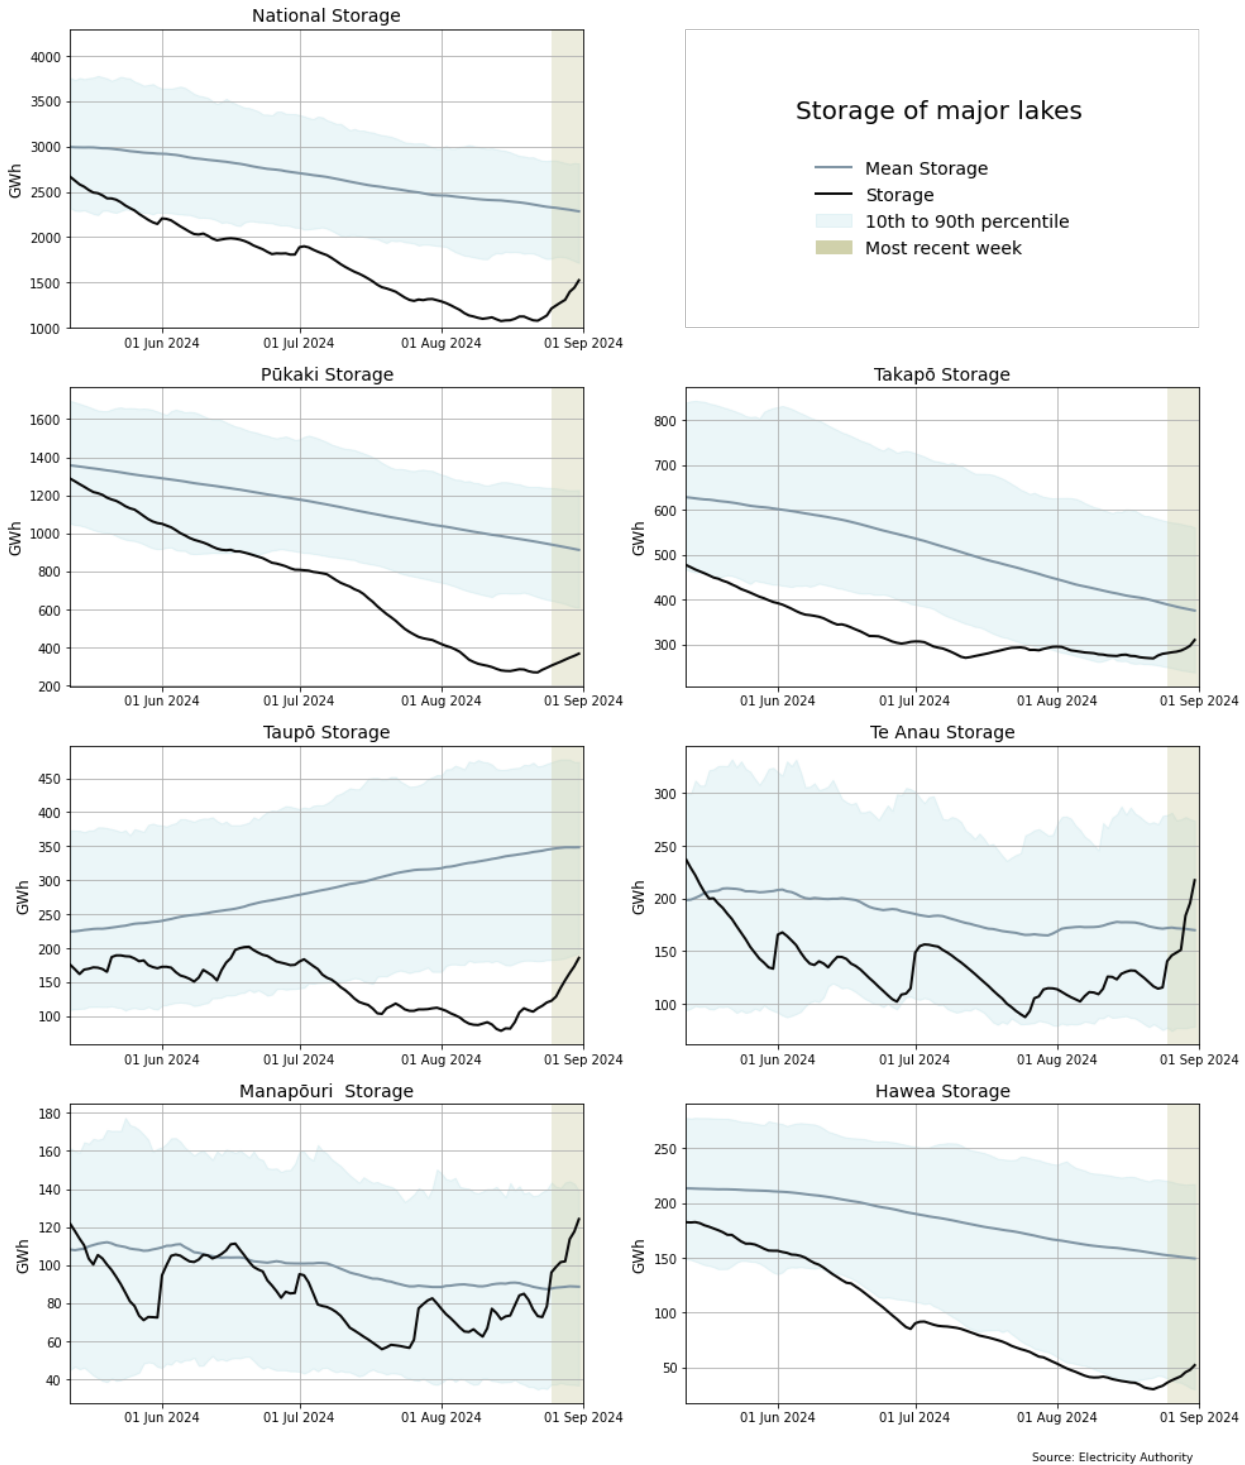 National Storage
GWh
4000
3500
3000
2500
2000
1500
1000
01 Jun 2024 01 Jul 2024 01 Aug 2024 01 Sep 2024
Storage of major lakes
Mean Storage
Storage
10th to 90th percentile
Most recent week
Pūkaki Storage
GWh
1600
1400
1200
1000
800
600
400
200
01 Jun 2024 01 Jul 2024 01 Aug 2024 01 Sep 2024
Takapō Storage
GWh
800
700
600
500
400
300
01 Jun 2024 01 Jul 2024 01 Aug 2024 01 Sep 2024
Taupō Storage
GWh
450
400
350
300
250
200
150
100
01 Jun 2024 01 Jul 2024 01 Aug 2024 01 Sep 2024
Te Anau Storage
GWh
300
250
200
150
100
01 Jun 2024 01 Jul 2024 01 Aug 2024 01 Sep 2024
Manapōuri Storage
GWh
180
160
140
120
100
80
60
40
01 Jun 2024 01 Jul 2024 01 Aug 2024 01 Sep 2024
Hawea Storage
GWh
250
200
150
100
50
01 Jun 2024 01 Jul 2024 01 Aug 2024 01 Sep 2024
Source: Electricity Authority